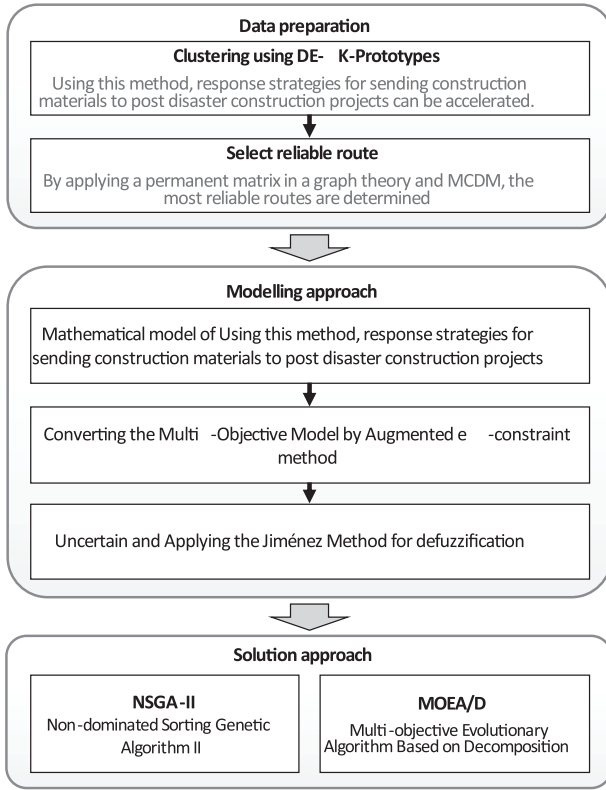 Data preparation
Clustering using DE- K-Prototypes
Using this method, response strategies for sending construction
materials to post disaster construction projects can be accelerated.
Select reliable route
By applying a permanent matrix in a graph theory and MCDM, the
most reliable routes are determined
Modelling approach
Mathematical model of Using this method, response strategies for
sending construction materials to post disaster construction projects
Converting the Multi -Objective Model by Augmented e -constraint
method
Uncertain and Applying the Jiménez Method for defuzzification
Solution approach
NSGA-II
Non-dominated Sorting Genetic
Algorithm II
MOEA/D
Multi-objective Evolutionary
Algorithm Based on Decomposition